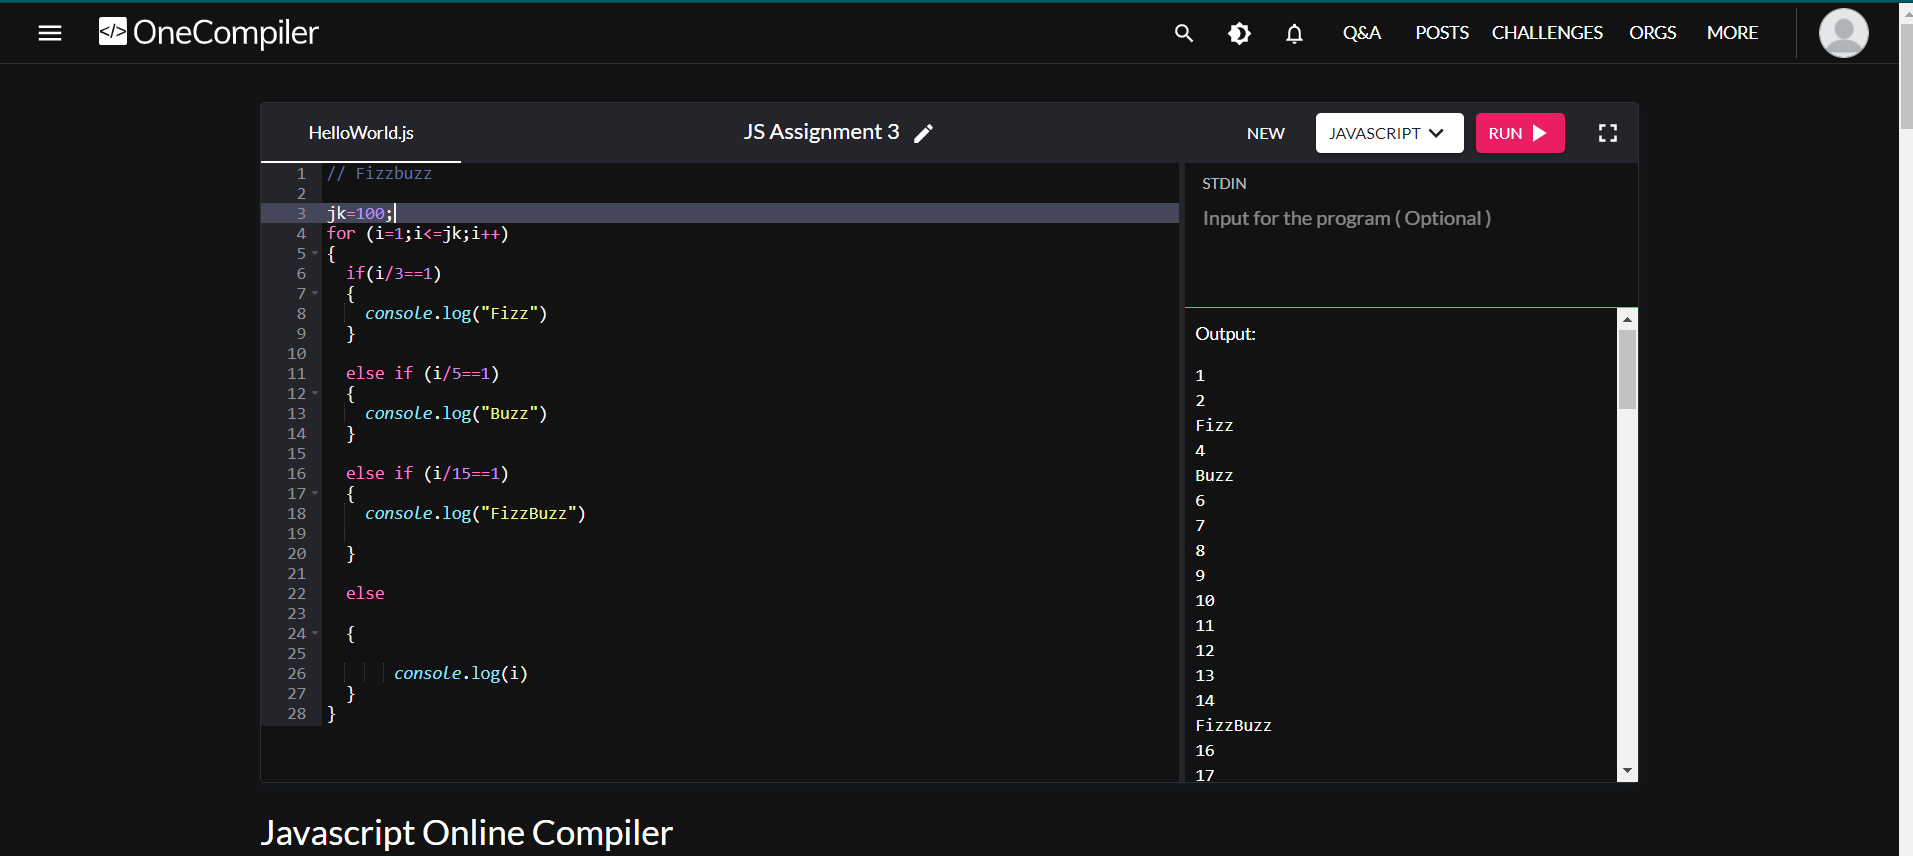 </> OneCompiler
Q&A POSTS CHALLENGES ORGS MORE
HelloWorld.js
JS Assignment 3
NEW
JAVASCRIPT
RUN
1 // Fizzbuzz
2
3 jk=100;
4 for (i=1;i<=jk;i++)
5 {
6   if(i/3==1)
7   {
8     console.log("Fizz")
9   }
10
11   else if (i/5==1)
12   {
13     console.log("Buzz")
14   }
15
16   else if (i/15==1)
17   {
18     console.log("FizzBuzz")
19
20   }
21
22   else
23
24   {
25
26        console.log(i)
27   }
28 }
STDIN
Input for the program ( Optional )
Output:
1
2
Fizz
4
Buzz
6
7
8
9
10
11
12
13
14
FizzBuzz
16
17
Javascript Online Compiler